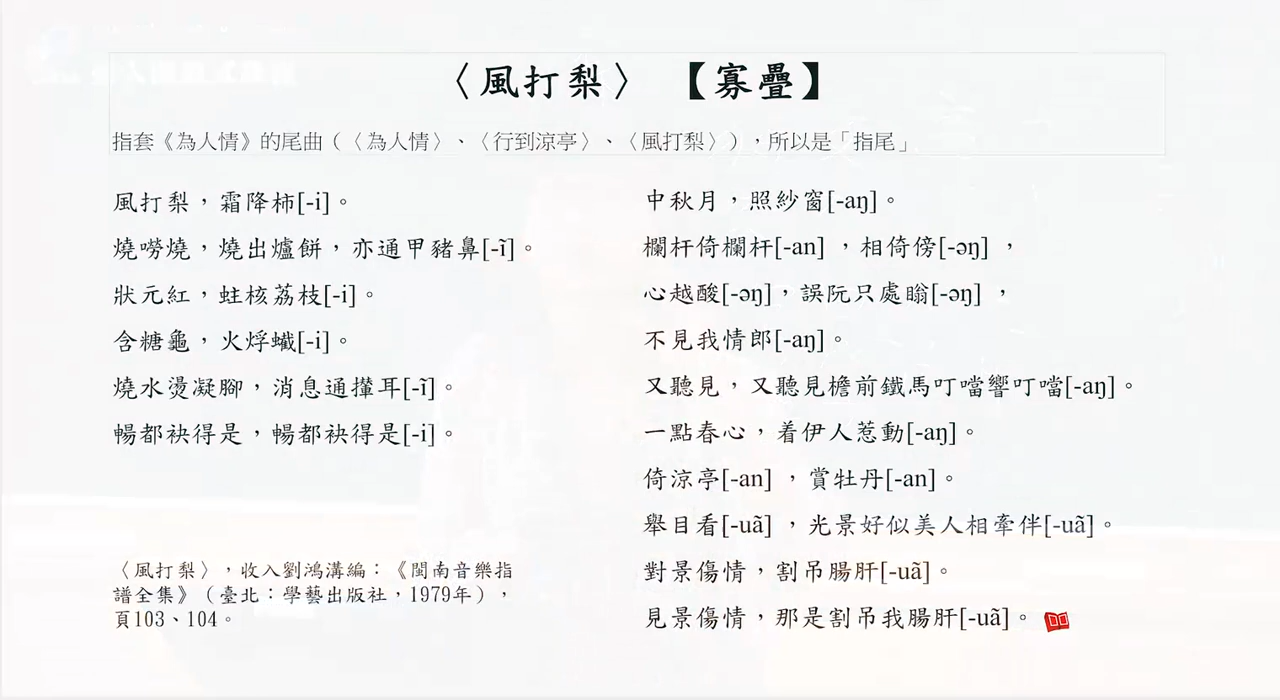 〈風打梨〉 【寡疊】
指套《為人情》的尾曲（〈為人情〉、〈行到涼亭〉、〈風打梨〉），所以是「指尾」
風打梨，霜降柿[-i]。
燒嘮燒，燒出爐餅，亦通甲豬鼻[-ĩ]。
狀元紅，蛀核荔枝[-i]。
含糖龜，火烰蠘[-i]。
燒水燙凝腳，消息通攆耳[-ĩ]。
暢都袂得是，暢都袂得是[-i]。
〈風打梨〉，收入劉鴻溝編：《閩南音樂指
譜全集》（臺北：學藝出版社，1979年），
頁103、104。
中秋月，照紗窗[-aŋ]。
欄杆倚欄杆[-an] ，相倚傍[-əŋ] ，
心越酸[-əŋ]，誤阮只處瞈[-əŋ] ，
不見我情郎[-aŋ]。
又聽見，又聽見檐前鐵馬叮噹響叮噹[-aŋ]。
一點春心，着伊人惹動[-aŋ]。
倚涼亭[-an] ，賞牡丹[-an]。
舉目看[-uã] ，光景好似美人相牽伴[-uã]。
對景傷情，割吊腸肝[-uã]。
見景傷情，那是割吊我腸肝[-uã]。